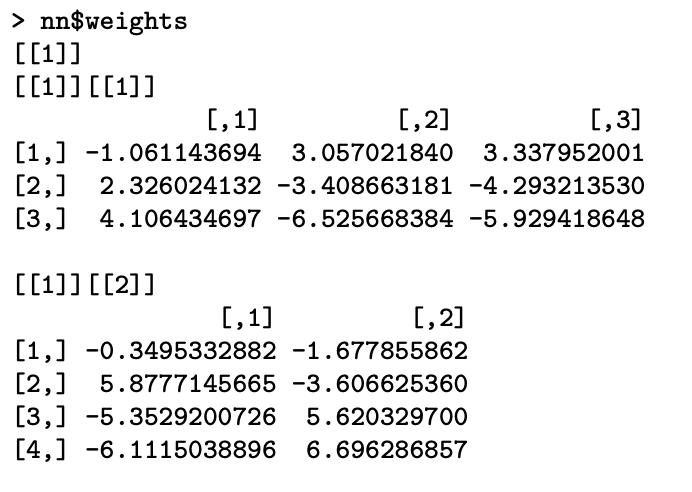 > nn$weights
[[1]]
[[1]][[1]]
[,1] [,2] [,3]
[1,] -1.061143694 3.057021840 3.337952001
[2,] 2.326024132 -3.408663181 -4.293213530
[3,] 4.106434697 -6.525668384 -5.929418648
[[1]][[2]]
[,1] [,2]
[1,] -0.3495332882 -1.677855862
[2,] 5.8777145665 -3.606625360
[3,] -5.3529200726 5.620329700
[4,] -6.1115038896 6.696286857